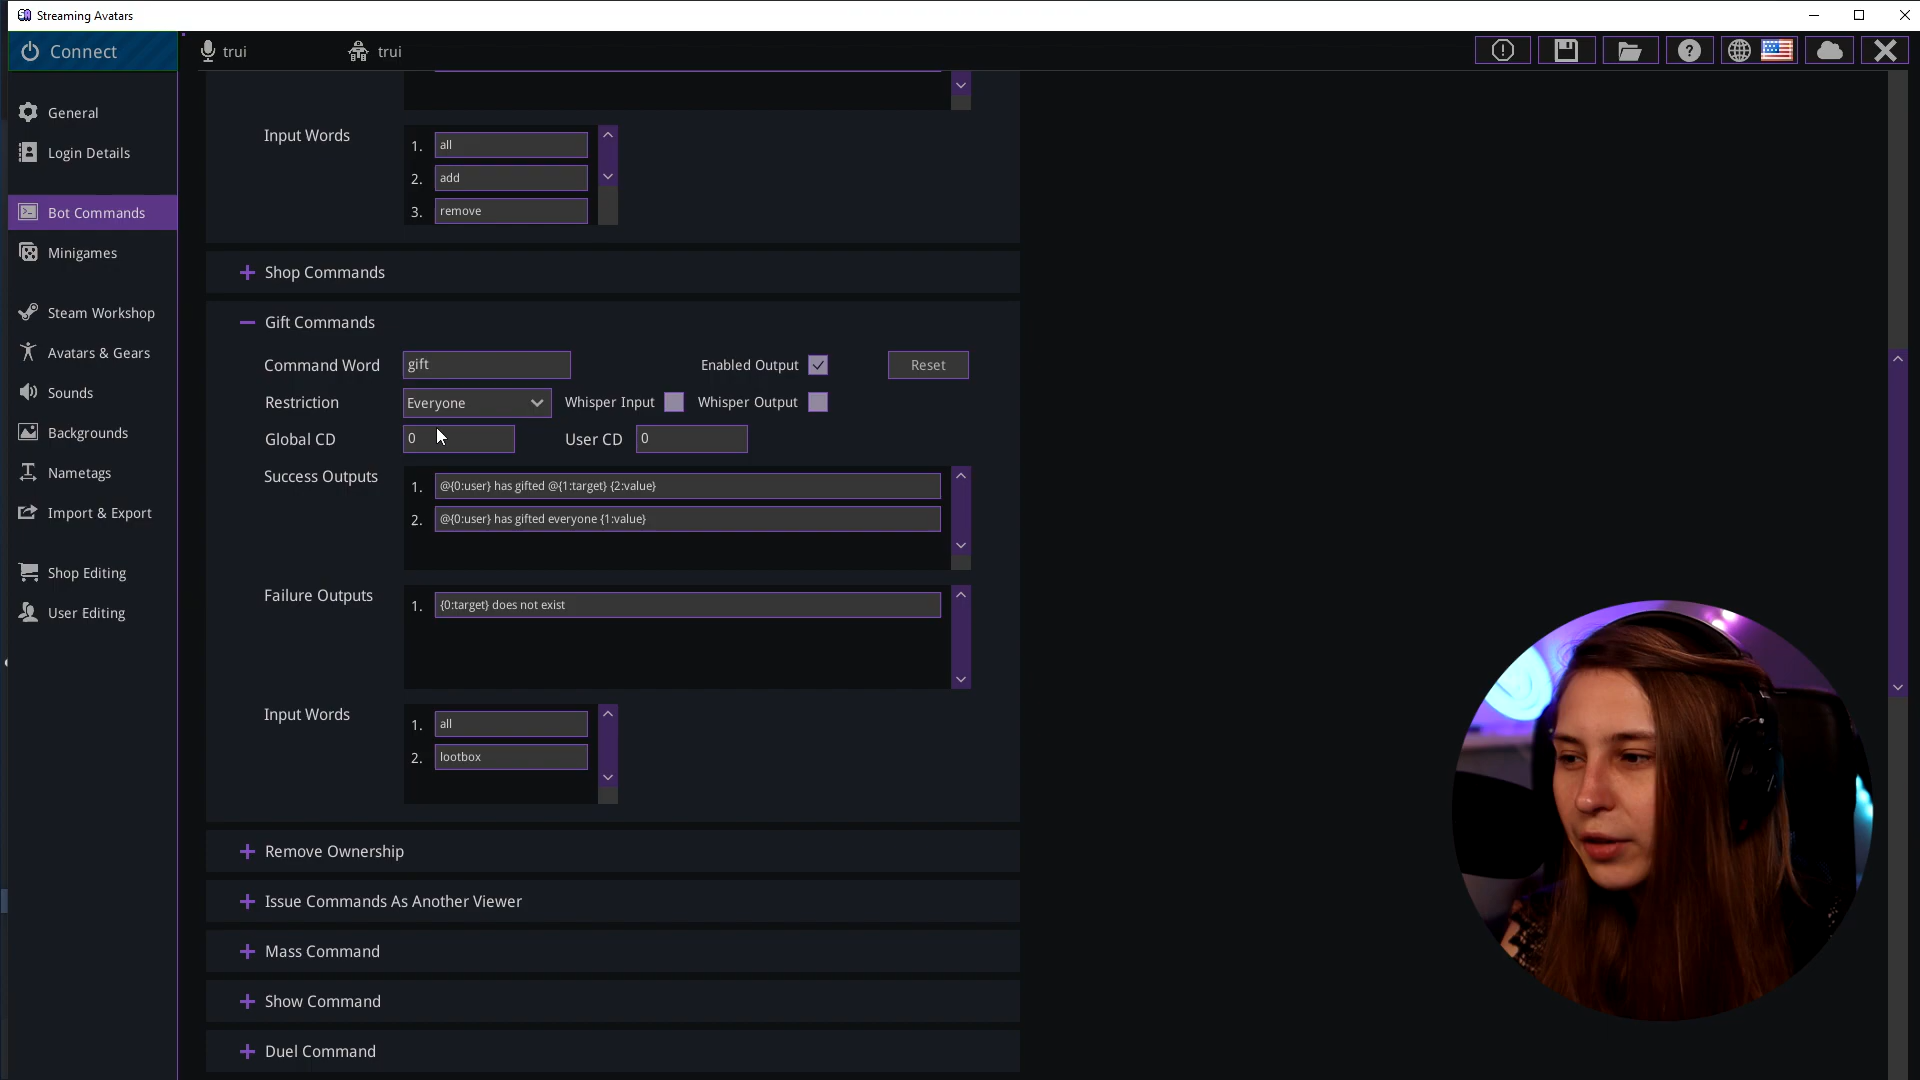 Streaming Avatars
Connect
trui
trui
General
Login Details
Bot Commands
Minigames
Steam Workshop
Avatars & Gears
Sounds
Backgrounds
Nametags
Import & Export
Shop Editing
User Editing
Input Words
1. all
2. add
3. remove
Shop Commands
Gift Commands
Command Word gift Enabled Output Reset
Restriction Everyone Whisper Input Whisper Output
Global CD 0 User CD 0
Success Outputs
1. @{0:user} has gifted @{1:target} {2:value}
2. @{0:user} has gifted everyone {1:value}
Failure Outputs
1. {0:target} does not exist
Input Words
1. all
2. lootbox
Remove Ownership
Issue Commands As Another Viewer
Mass Command
Show Command
Duel Command